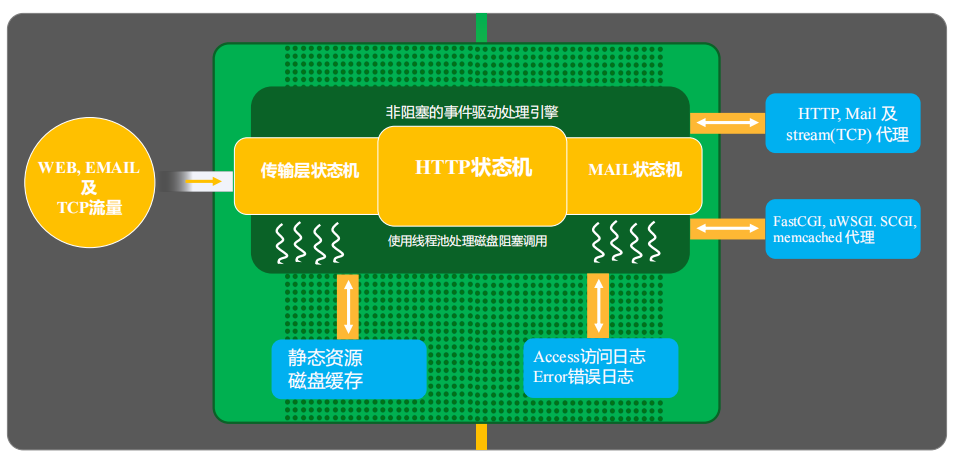 非阻塞的事件驱动处理引擎
WEB, EMAIL
及
TCP流量
传输层状态机
HTTP状态机
MAIL状态机
使用线程池处理磁盘阻塞调用
HTTP, Mail 及
stream(TCP) 代理
FastCGI, uWSGI. SCGI,
memcached 代理
静态资源
磁盘缓存
Access访问日志
Error错误日志